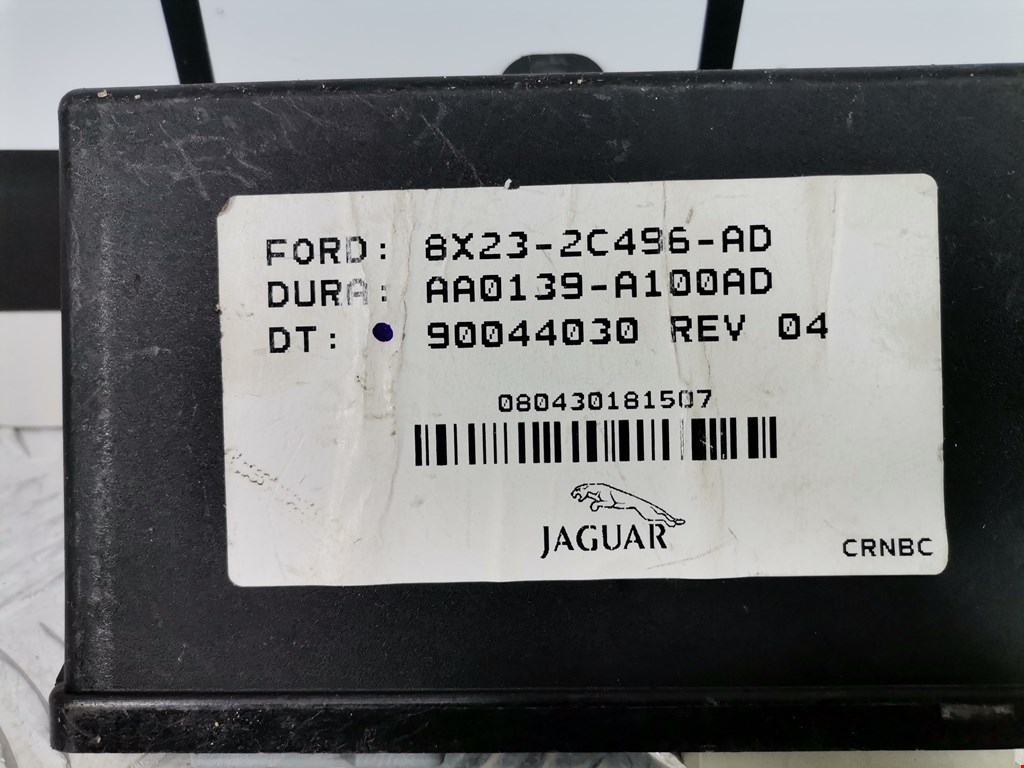 FORD: 8X23-2C496-AD
DURA: AA0139-A100AD
DT: 90044030 REV 04
080430181507
JAGUAR
CRNBC